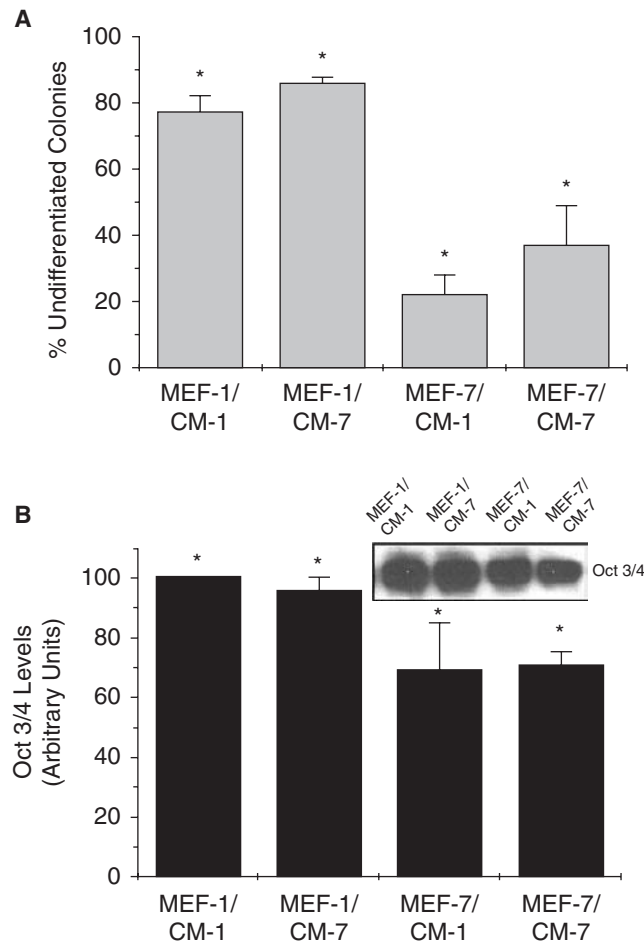 A
% Undifferentiated Colonies
100
80
60
40
20
0
*
*
*
*
MEF-1/
CM-1
MEF-1/
CM-7
MEF-7/
CM-1
MEF-7/
CM-7
B
Oct 3/4 Levels
(Arbitrary Units)
100
80
60
40
20
0
*
*
*
*
MEF-1/
CM-1
MEF-1/
CM-7
MEF-7/
CM-1
MEF-7/
CM-7
Oct 3/4
MEF-1/
CM-1
MEF-1/
CM-7
MEF-7/
CM-1
MEF-7/
CM-7